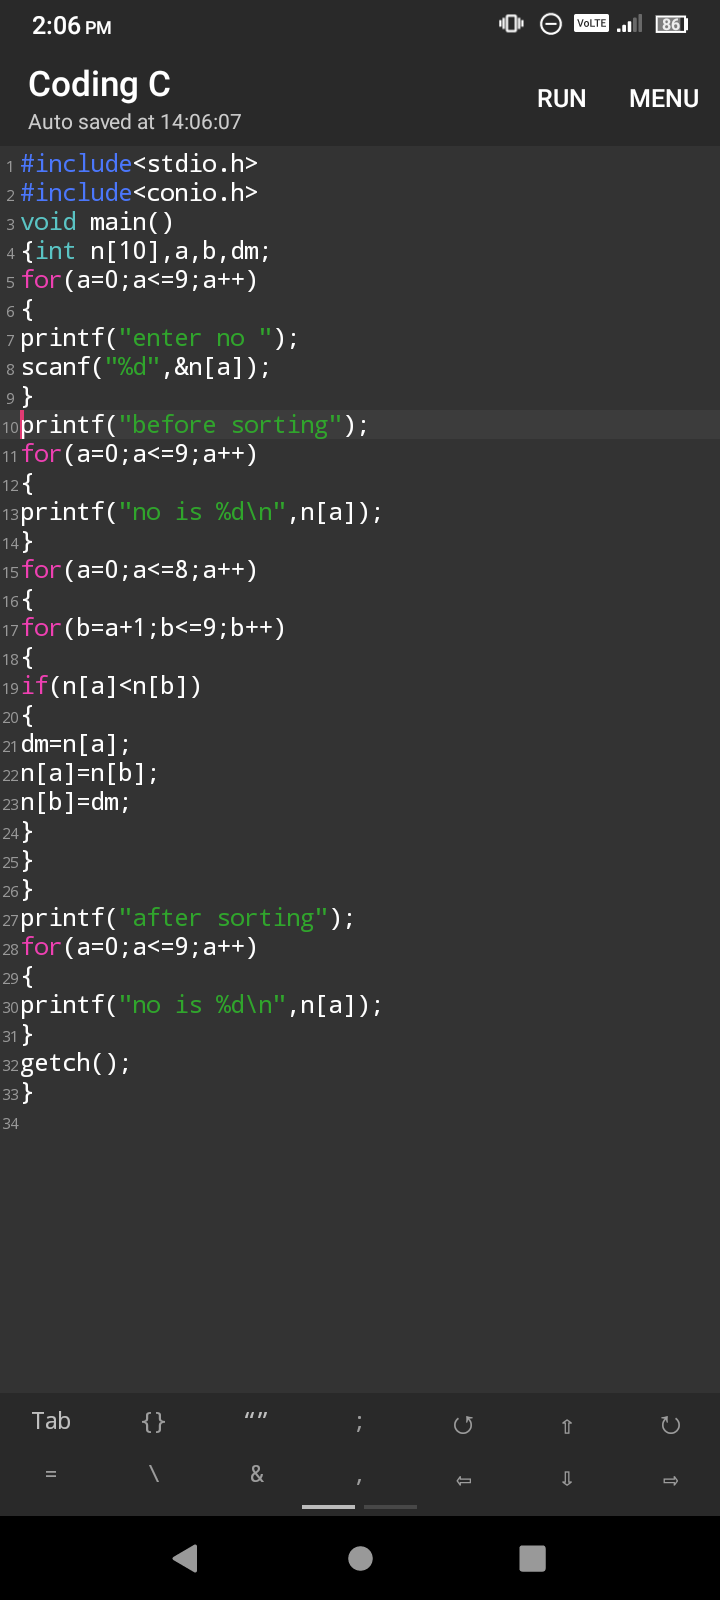 2:06 PM
VoLTE
86
Coding C
Auto saved at 14:06:07
RUN
MENU
1 #include<stdio.h>
2 #include<conio.h>
3 void main()
4 {int n[10],a,b,dm;
5 for(a=0;a<=9;a++)
6 {
7 printf("enter no ");
8 scanf("%d",&n[a]);
9 }
10 printf("before sorting");
11 for(a=0;a<=9;a++)
12 {
13 printf("no is %d\n",n[a]);
14 }
15 for(a=0;a<=8;a++)
16 {
17 for(b=a+1;b<=9;b++)
18 {
19 if(n[a]<n[b])
20 {
21 dm=n[a];
22 n[a]=n[b];
23 n[b]=dm;
24 }
25 }
26 }
27 printf("after sorting");
28 for(a=0;a<=9;a++)
29 {
30 printf("no is %d\n",n[a]);
31 }
32 getch();
33 }
34
Tab {} “” ; ↺ ⇧ ↻
= \ & , ⇦ ⇩ ⇨